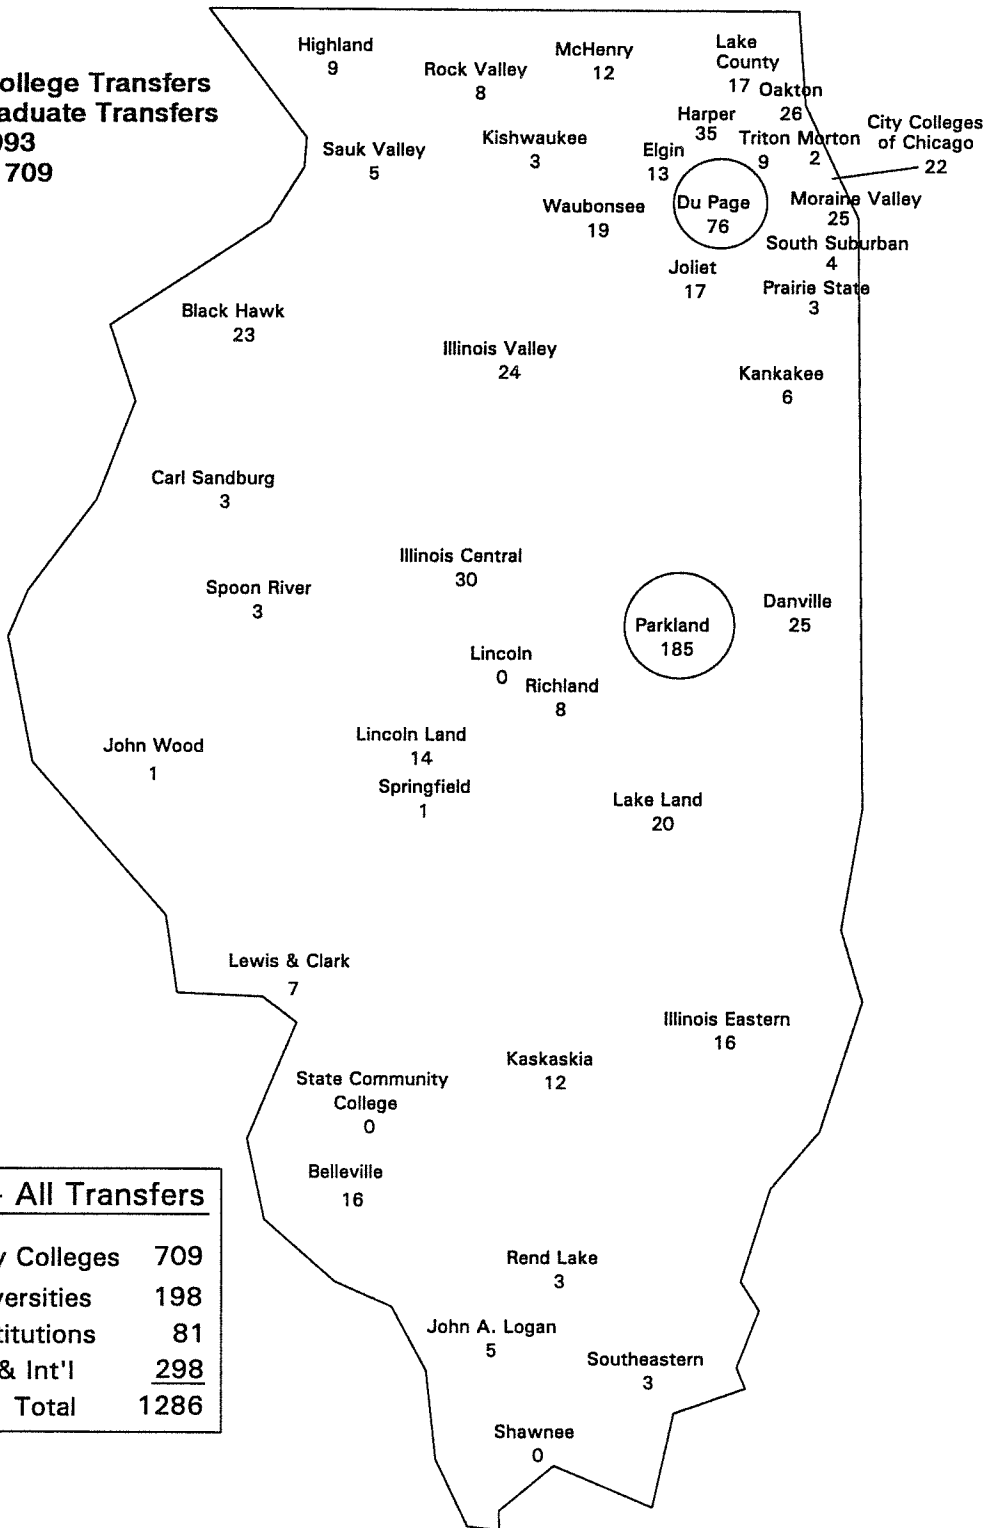 ollege Transfers
aduate Transfers
993
709
Highland
9
Rock Valley
8
McHenry
12
Lake
County
17
Oakton
26
Harper
35
City Colleges
of Chicago
22
Sauk Valley
5
Kishwaukee
3
Elgin
13
Triton
9
Morton
2
Waubonsee
19
Du Page
76
Moraine Valley
25
South Suburban
4
Joliet
17
Prairie State
3
Black Hawk
23
Illinois Valley
24
Kankakee
6
Carl Sandburg
3
Illinois Central
30
Spoon River
3
Parkland
185
Danville
25
Lincoln
0
Richland
8
John Wood
1
Lincoln Land
14
Springfield
1
Lake Land
20
Lewis & Clark
7
Illinois Eastern
16
Kaskaskia
12
State Community
College
0
Belleville
16
- All Transfers
y Colleges 709
versities 198
titutions 81
& Int'l 298
Total 1286
Rend Lake
3
John A. Logan
5
Southeastern
3
Shawnee
0